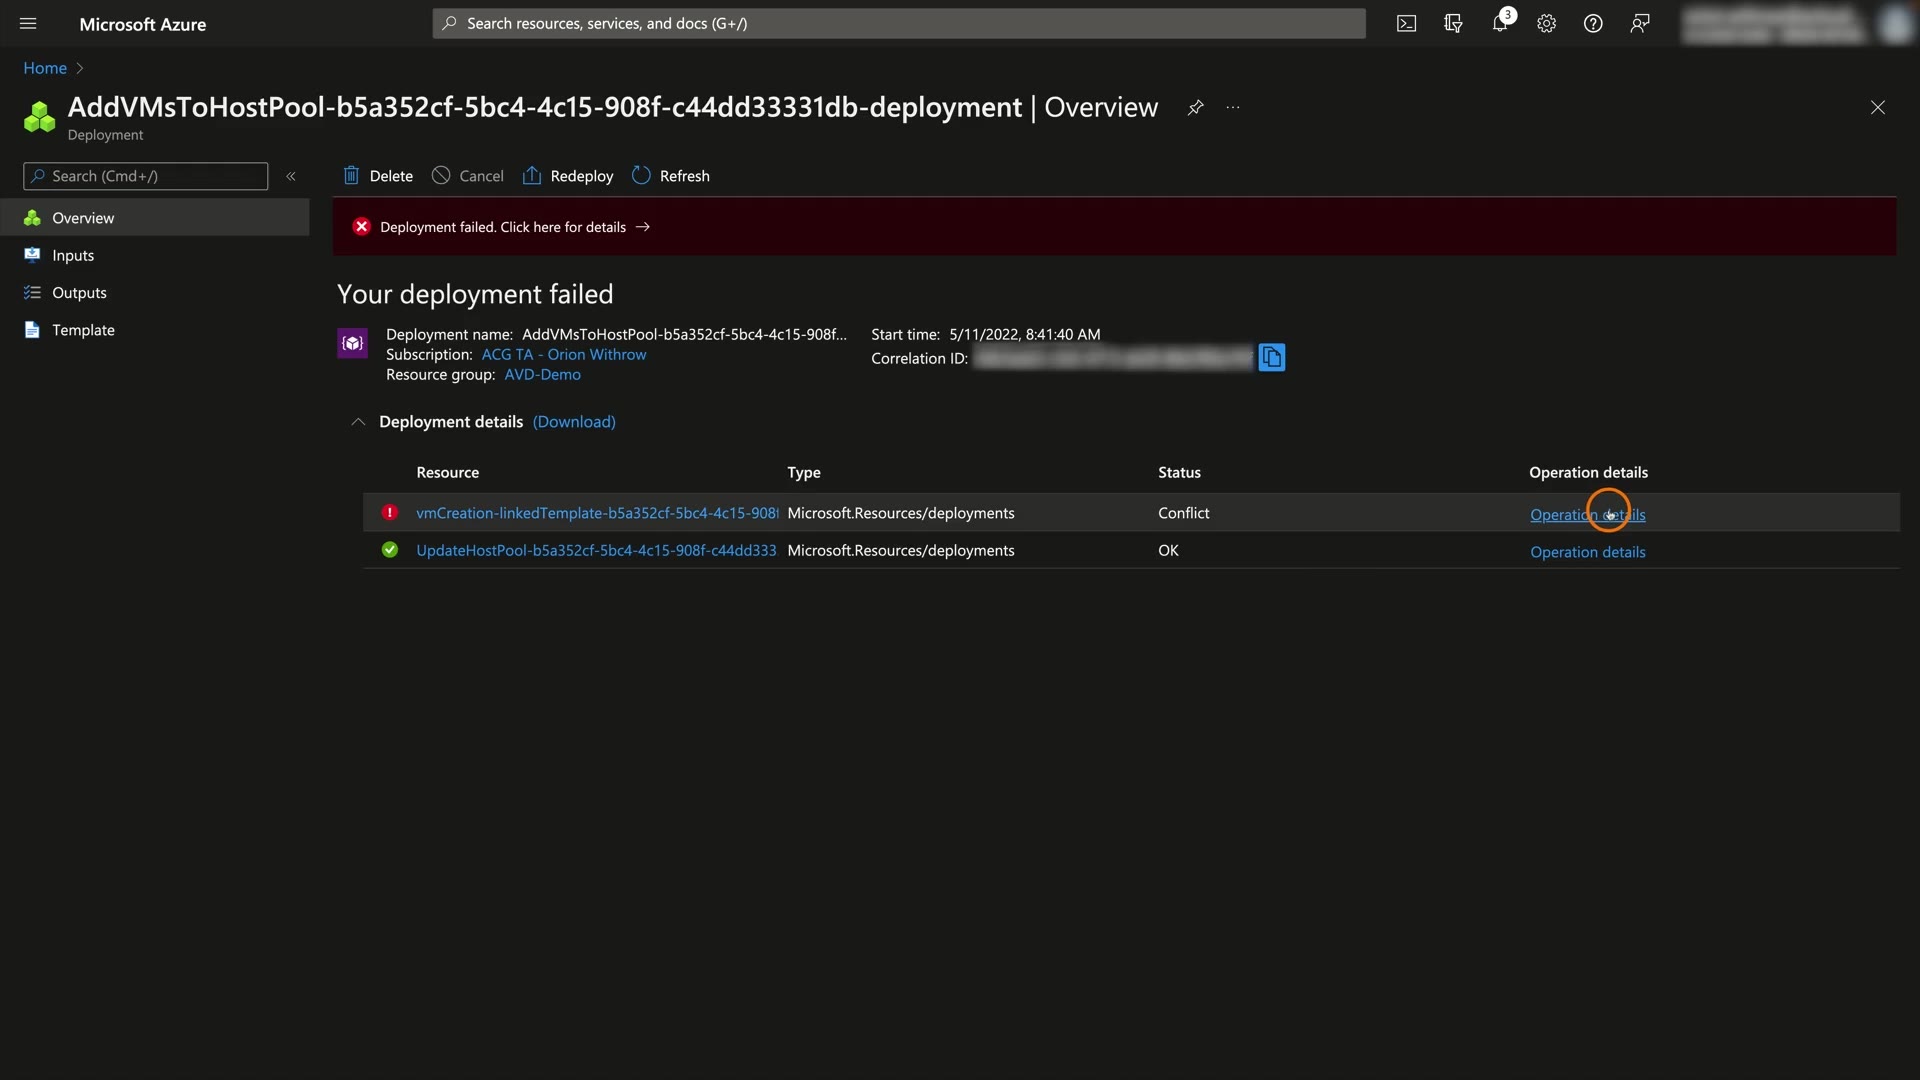 Microsoft Azure
Search resources, services, and docs (G+/)
3
Home
AddVMsToHostPool-b5a352cf-5bc4-4c15-908f-c44dd33331db-deployment | Overview
Deployment
Search (Cmd+/)
Delete
Cancel
Redeploy
Refresh
Overview
Inputs
Outputs
Template
Deployment failed. Click here for details →
Your deployment failed
Deployment name: AddVMsToHostPool-b5a352cf-5bc4-4c15-908f...
Subscription: ACG TA - Orion Withrow
Resource group: AVD-Demo
Start time: 5/11/2022, 8:41:40 AM
Correlation ID:
Deployment details (Download)
Resource Type Status Operation details
vmCreation-linkedTemplate-b5a352cf-5bc4-4c15-908f Microsoft.Resources/deployments Conflict Operation details
UpdateHostPool-b5a352cf-5bc4-4c15-908f-c44dd333 Microsoft.Resources/deployments OK Operation details